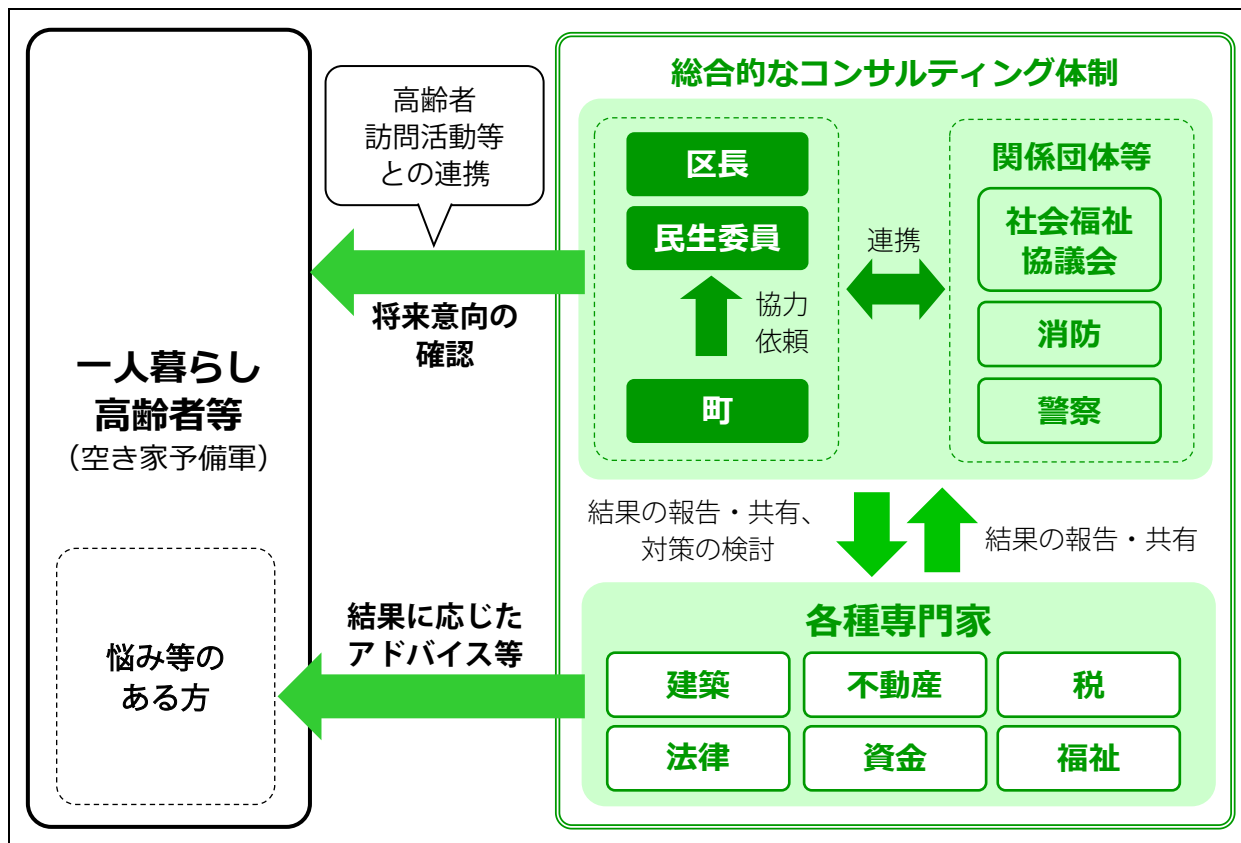 総合的なコンサルティング体制
高齢者
訪問活動等
との連携
区長
民生委員
協力
依頼
町
連携
関係団体等
社会福祉
協議会
消防
警察
将来意向の
確認
一人暮らし
高齢者等
（空き家予備軍）
結果の報告・共有、
対策の検討
結果の報告・共有
悩み等の
ある方
結果に応じた
アドバイス等
各種専門家
建築
不動産
税
法律
資金
福祉